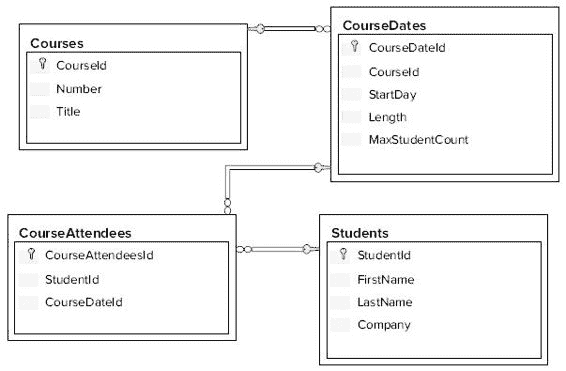 Courses
CourseId
Number
Title
CourseDates
CourseDateId
CourseId
StartDay
Length
MaxStudentCount
CourseAttendees
CourseAttendeesId
StudentId
CourseDateId
Students
StudentId
FirstName
LastName
Company